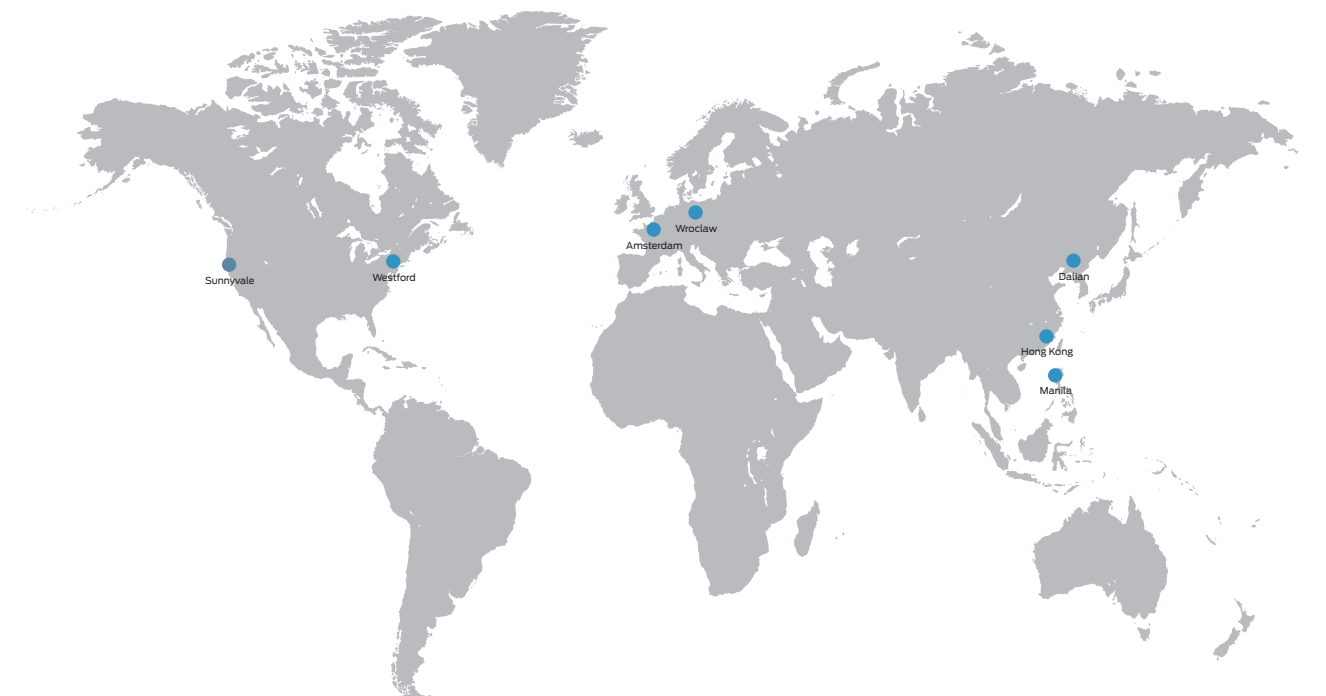 Wroclaw
Amsterdam
Sunnyvale
Westford
Dalian
Hong Kong
Manila